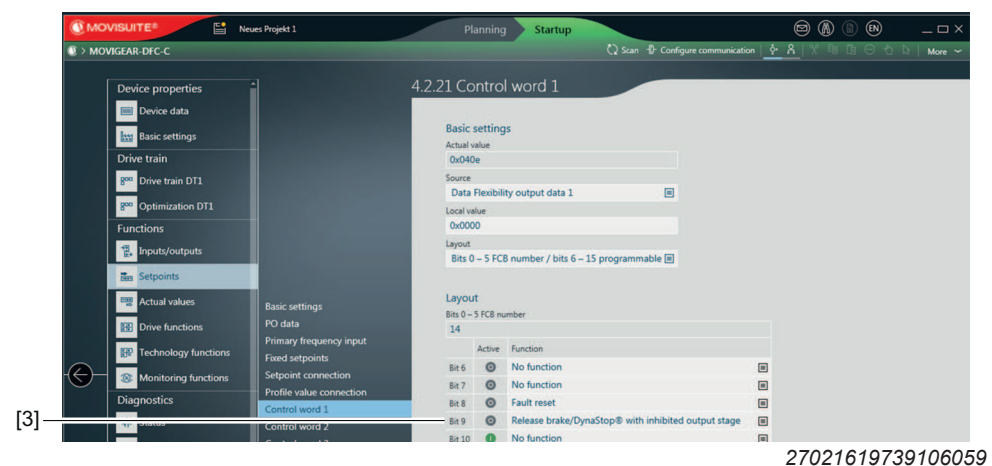 MOVISUITE®
Neues Projekt 1
Planning
Startup
EN
> MOVIGEAR-DFC-C
Scan
Configure communication
More
Device properties
Device data
Basic settings
Drive train
Drive train DT1
Optimization DT1
Functions
Inputs/outputs
Setpoints
Actual values
Drive functions
Technology functions
Monitoring functions
Diagnostics
Status
Basic settings
PO data
Primary frequency input
Fixed setpoints
Setpoint connection
Profile value connection
Control word 1
Control word 2
4.2.21 Control word 1
Basic settings
Actual value
0x040e
Source
Data Flexibility output data 1
Local value
0x0000
Layout
Bits 0 – 5 FCB number / bits 6 – 15 programmable
Layout
Bits 0 – 5 FCB number
14
Active Function
Bit 6 No function
Bit 7 No function
Bit 8 Fault reset
[3]
Bit 9 Release brake/DynaStop® with inhibited output stage
Bit 10 No function
27021619739106059